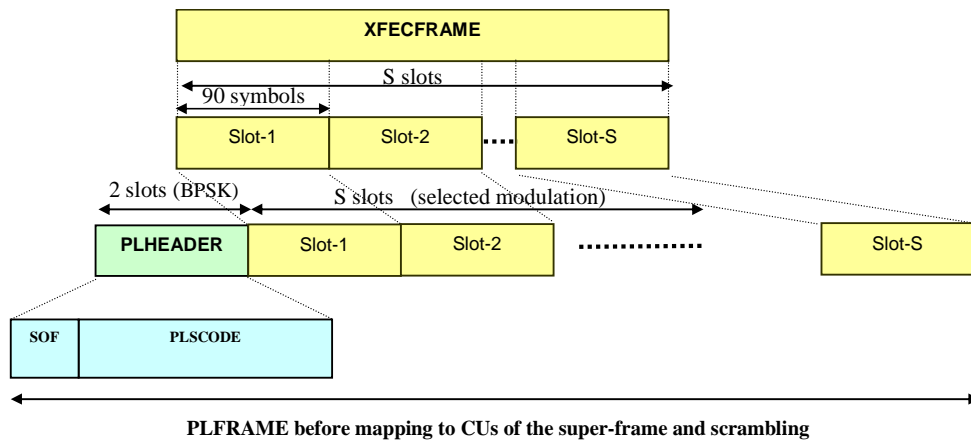 XFECFRAME
S slots
90 symbols
Slot-1
Slot-2
Slot-S
2 slots (BPSK)
S slots (selected modulation)
PLHEADER
Slot-1
Slot-2
Slot-S
SOF
PLSCODE
PLFRAME before mapping to CUs of the super-frame and scrambling